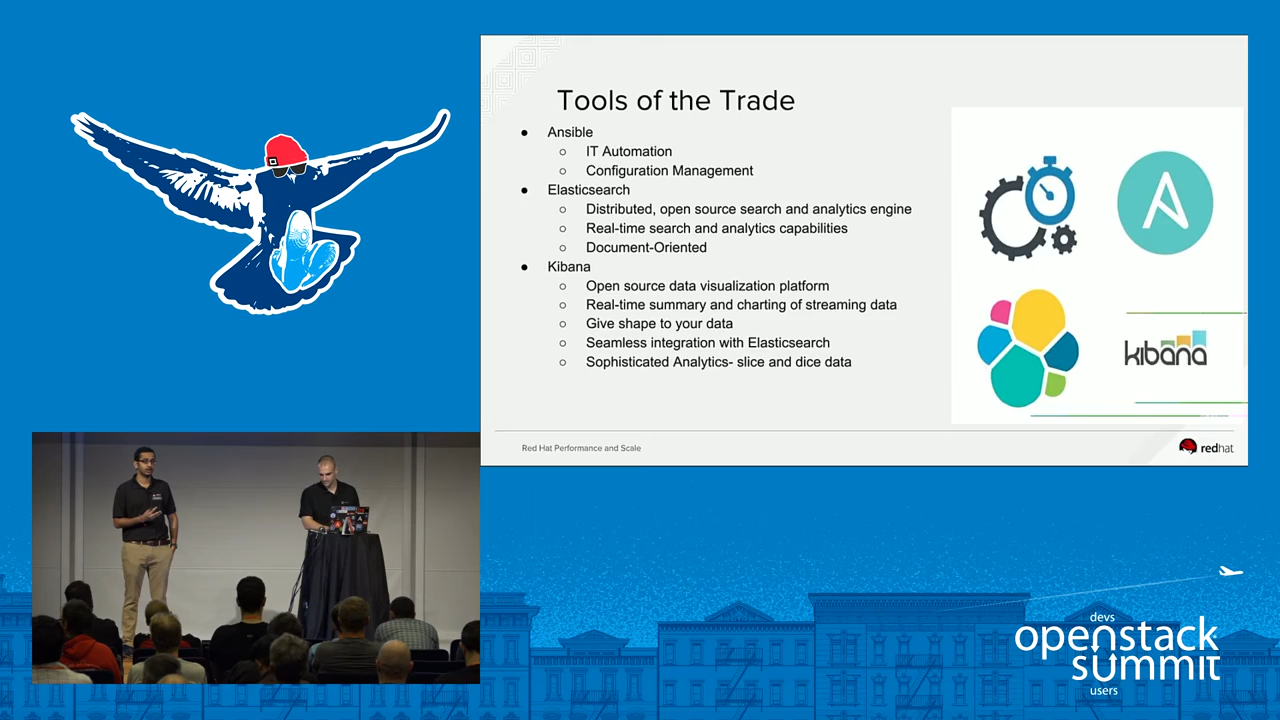 Tools of the Trade
● Ansible
○ IT Automation
○ Configuration Management
● Elasticsearch
○ Distributed, open source search and analytics engine
○ Real-time search and analytics capabilities
○ Document-Oriented
● Kibana
○ Open source data visualization platform
○ Real-time summary and charting of streaming data
○ Give shape to your data
○ Seamless integration with Elasticsearch
○ Sophisticated Analytics- slice and dice data
A
kibana
Red Hat Performance and Scale
redhat
devs
openstack
summit
users